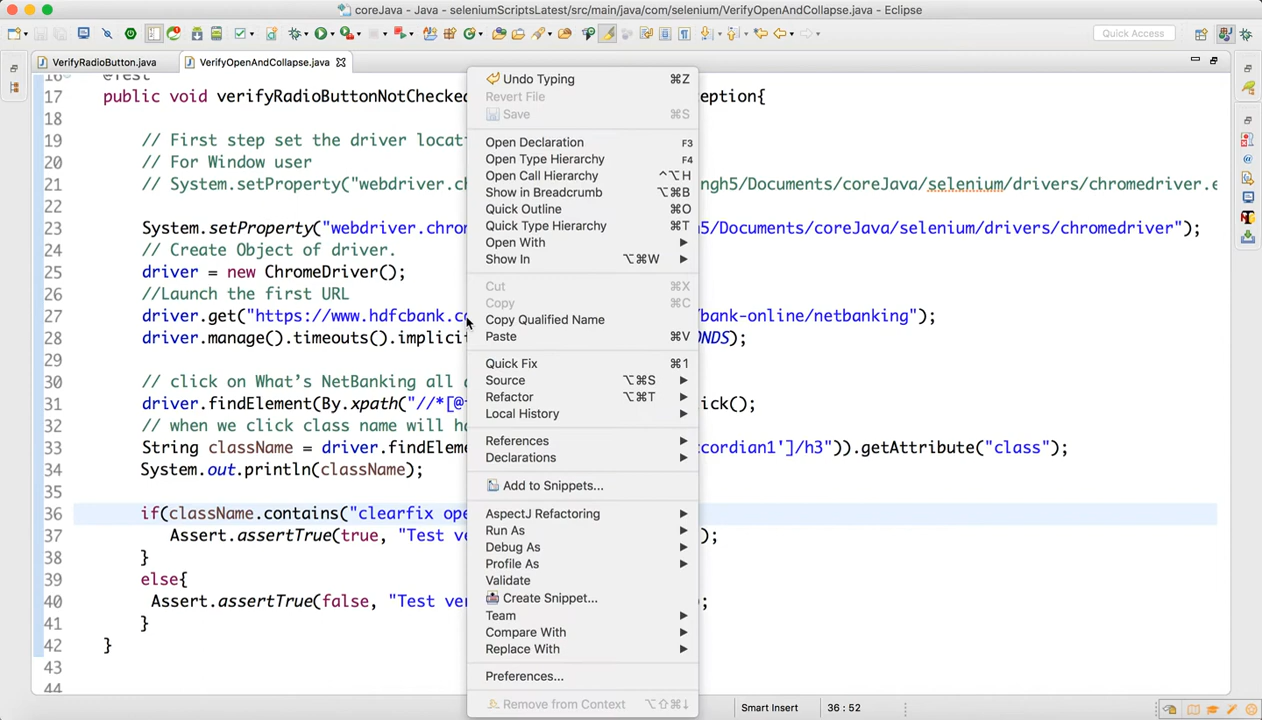 coreJava - Java - seleniumScriptsLatest/src/main/java/com/selenium/VerifyOpenAndCollapse.java - Eclipse
Quick Access
VerifyRadioButton.java
VerifyOpenAndCollapse.java
16 @Test
17 public void verifyRadioButtonNotChecked ption{
18
19 // First step set the driver locat
20 // For Window user
21 // System.setProperty("webdriver.ch ngh5/Documents/coreJava/selenium/drivers/chromedriver.e
22
23 System.setProperty("webdriver.chrom h5/Documents/coreJava/selenium/drivers/chromedriver");
24 // Create Object of driver.
25 driver = new ChromeDriver();
26 //Launch the first URL
27 driver.get("https://www.hdfcbank.co /bank-online/netbanking");
28 driver.manage().timeouts().implicit ONDS);
29
30 // click on What's NetBanking all a
31 driver.findElement(By.xpath("//*[@ ick();
32 // when we click class name will ha
33 String className = driver.findEleme cordian1']/h3")).getAttribute("class");
34 System.out.println(className);
35
36 if(className.contains("clearfix ope
37 Assert.assertTrue(true, "Test ve );
38 }
39 else{
40 Assert.assertTrue(false, "Test ver ;
41 }
42 }
43
44
Undo Typing ⌘Z
Revert File
Save ⌘S
Open Declaration F3
Open Type Hierarchy F4
Open Call Hierarchy ^⌥H
Show in Breadcrumb ⌥⌘B
Quick Outline ⌘O
Quick Type Hierarchy ⌘T
Open With
Show In ⌥⌘W
Cut ⌘X
Copy ⌘C
Copy Qualified Name
Paste ⌘V
Quick Fix ⌘1
Source ⌥⌘S
Refactor ⌥⌘T
Local History
References
Declarations
Add to Snippets...
AspectJ Refactoring
Run As
Debug As
Profile As
Validate
Create Snippet...
Team
Compare With
Replace With
Preferences...
Remove from Context ⌥⇧⌘↓
Smart Insert
36 : 52